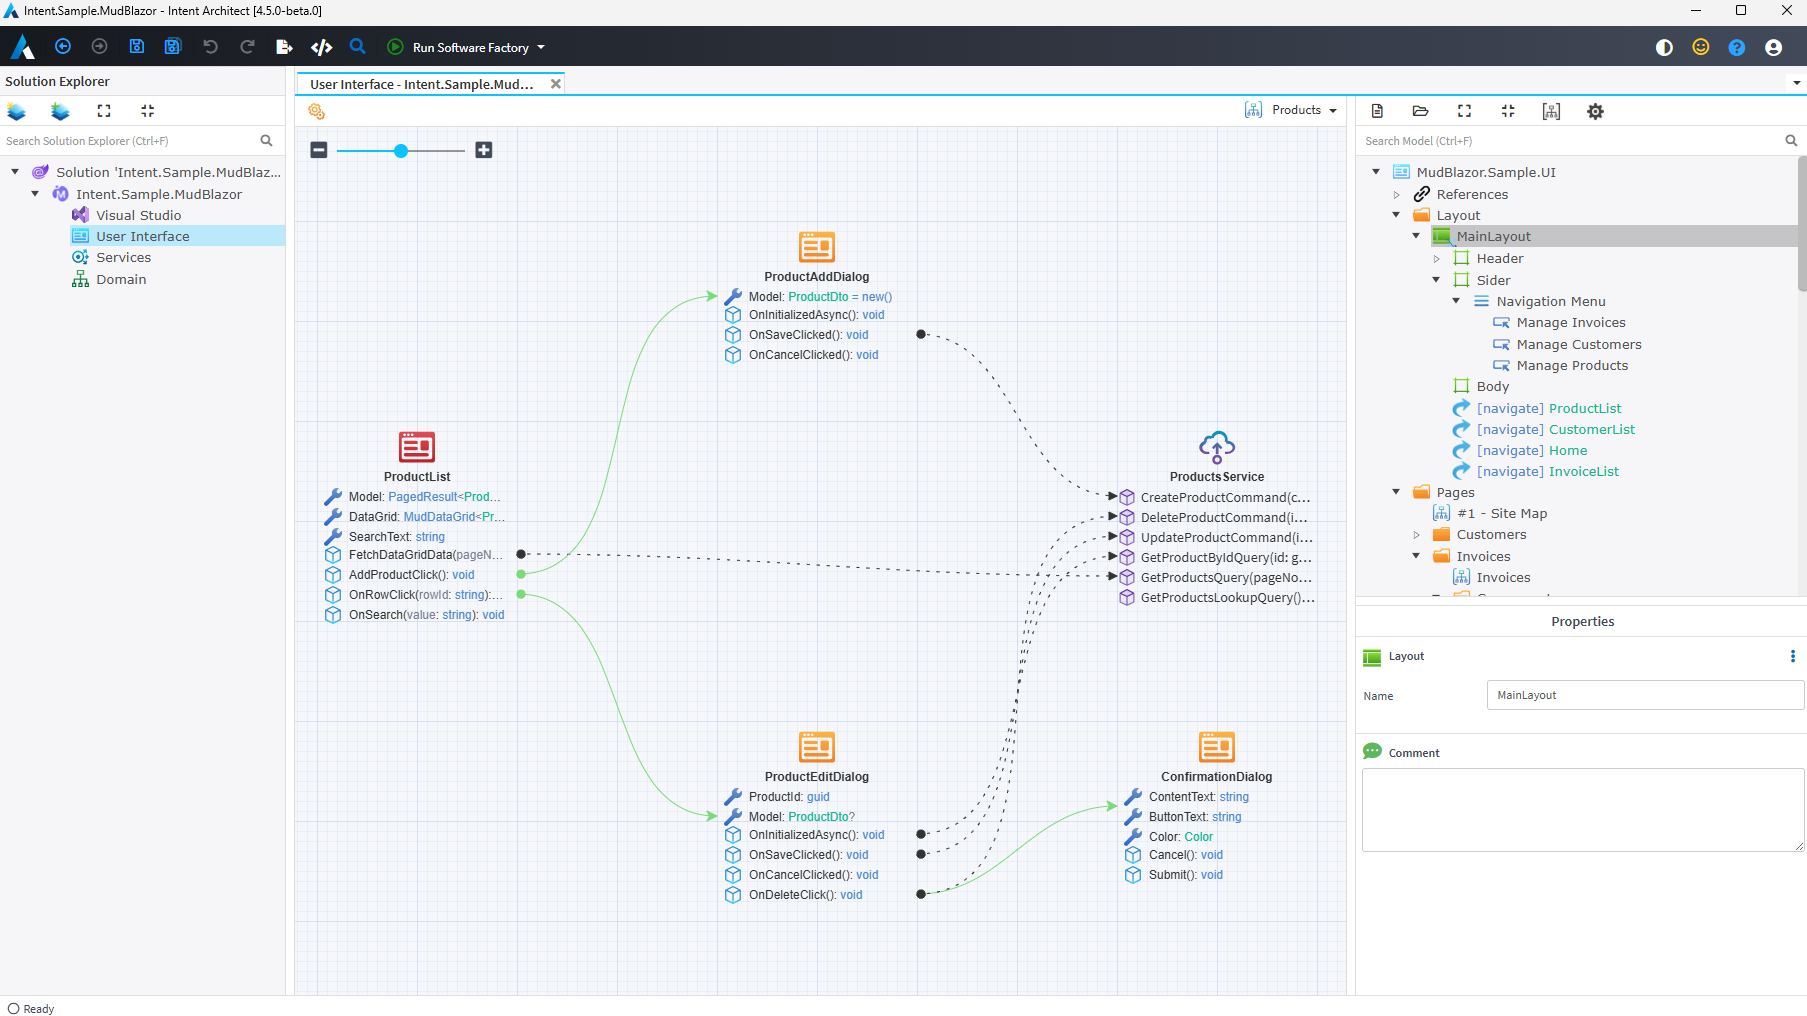 Intent.Sample.MudBlazor - Intent Architect [4.5.0-beta.0]
Run Software Factory
Solution Explorer
Search Solution Explorer (Ctrl+F)
Solution 'Intent.Sample.MudBlaz...
Intent.Sample.MudBlazor
Visual Studio
User Interface
Services
Domain
User Interface - Intent.Sample.Mud...
Products
ProductAddDialog
Model: ProductDto = new()
OnInitializedAsync(): void
OnSaveClicked(): void
OnCancelClicked(): void
ProductList
Model: PagedResult<Prod...
DataGrid: MudDataGrid<Pr...
SearchText: string
FetchDataGridData(pageN...
AddProductClick(): void
OnRowClick(rowId: string):...
OnSearch(value: string): void
ProductsService
CreateProductCommand(c...
DeleteProductCommand(i...
UpdateProductCommand(i...
GetProductByIdQuery(id: g...
GetProductsQuery(pageNo...
GetProductsLookupQuery()...
ProductEditDialog
ProductId: guid
Model: ProductDto?
OnInitializedAsync(): void
OnSaveClicked(): void
OnCancelClicked(): void
OnDeleteClick(): void
ConfirmationDialog
ContentText: string
ButtonText: string
Color: Color
Cancel(): void
Submit(): void
Search Model (Ctrl+F)
MudBlazor.Sample.UI
References
Layout
MainLayout
Header
Sider
Navigation Menu
Manage Invoices
Manage Customers
Manage Products
Body
[navigate] ProductList
[navigate] CustomerList
[navigate] Home
[navigate] InvoiceList
Pages
#1 - Site Map
Customers
Invoices
Invoices
Properties
Layout
Name
MainLayout
Comment
Ready